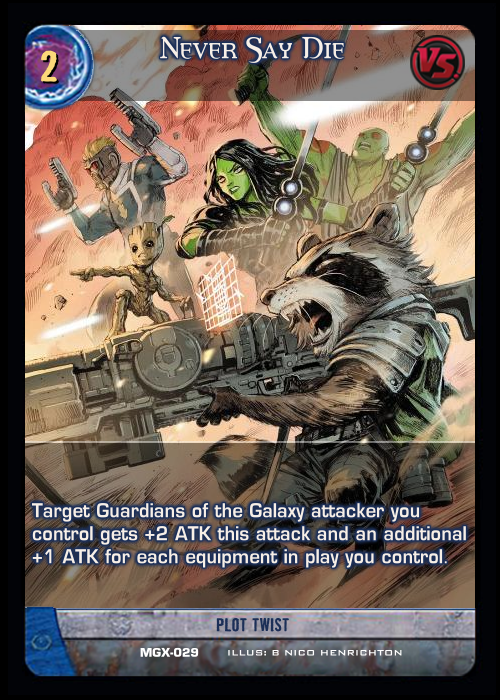 2
Never Say Die
VS
Target Guardians of the Galaxy attacker you
control gets +2 ATK this attack and an additional
+1 ATK for each equipment in play you control.
PLOT TWIST
MGX-029 ILLUS: B NICO HENRICHTON